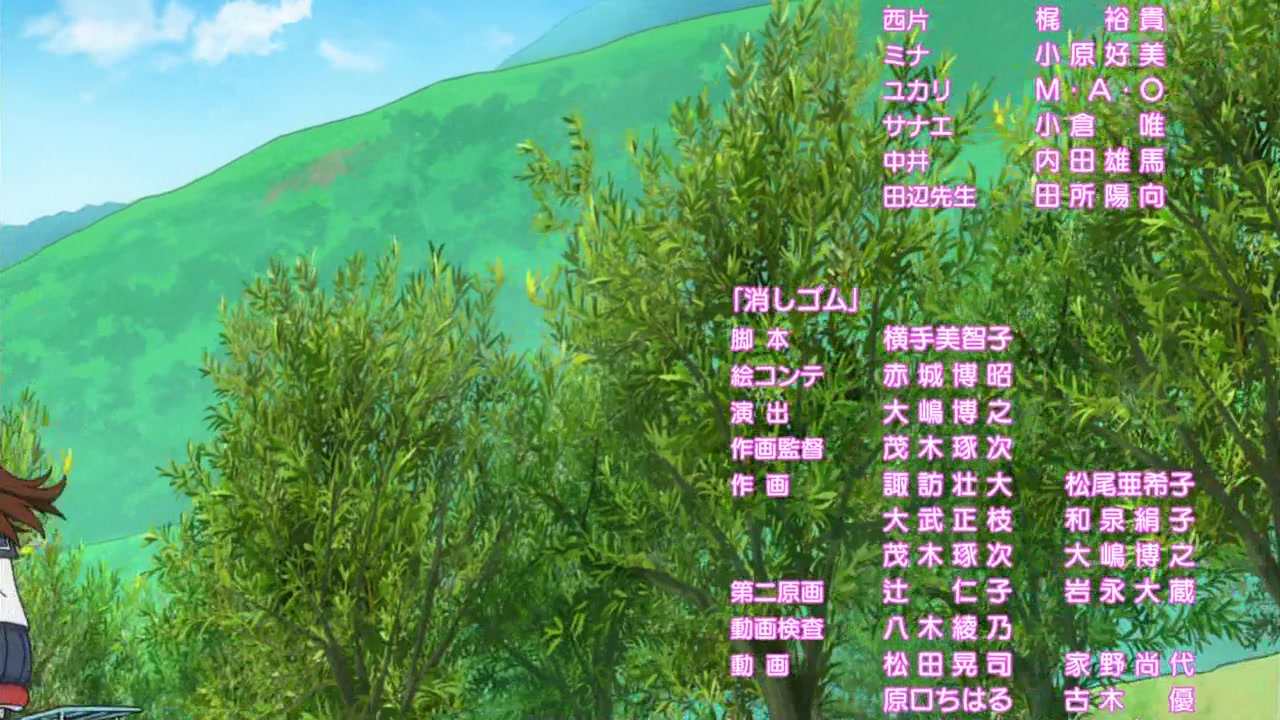 西片 梶裕貴
ミナ 小原好美
ユカリ M・A・O
サナエ 小倉唯
中井 内田雄馬
田辺先生 田所陽向
「消しゴム」
脚本 横手美智子
絵コンテ 赤城博昭
演出 大嶋博之
作画監督 茂木琢次
作画 諏訪壮大 松尾亜希子
大武正枝 和泉絹子
茂木琢次 大嶋博之
第二原画 辻仁子 岩永大蔵
動画検査 八木綾乃
動画 松田晃司 家野尚代
原口ちはる 古木優